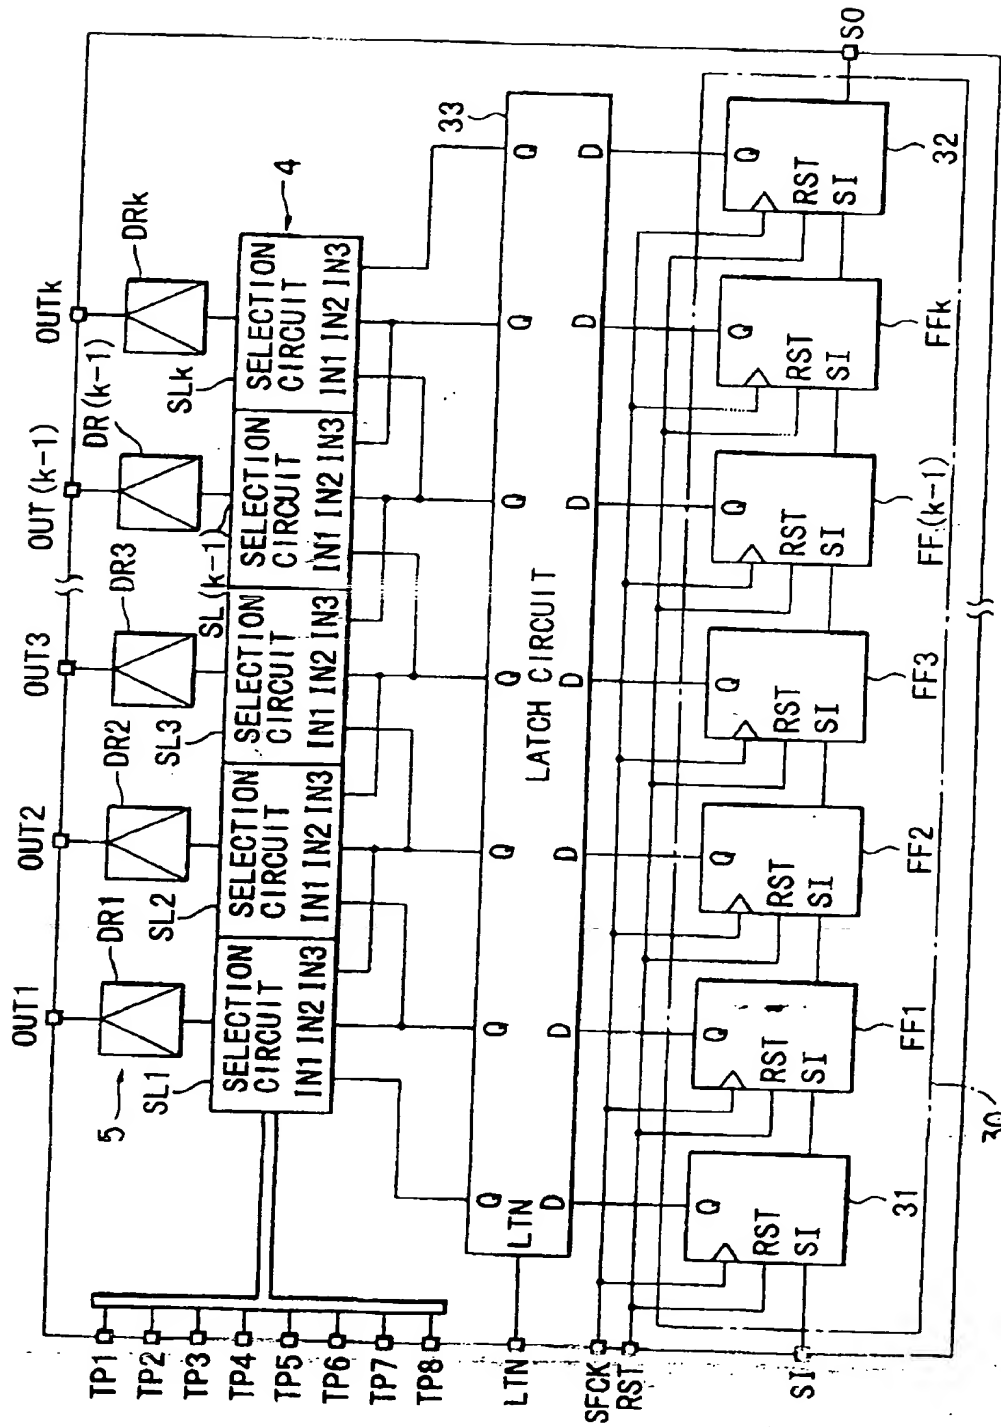 OUT1
OUT2
OUT3
OUT (k-1)
OUTk
DR1
DR2
DR3
DR (k-1)
DRk
5
SL1
SL2
SL3
SL (k-1)
SLk
4
SELECTION CIRCUIT
IN1 IN2 IN3
SELECTION CIRCUIT
IN1 IN2 IN3
SELECTION CIRCUIT
IN1 IN2 IN3
SELECTION CIRCUIT
IN1 IN2 IN3
SELECTION CIRCUIT
IN1 IN2 IN3
TP1
TP2
TP3
TP4
TP5
TP6
TP7
TP8
33
Q Q Q Q Q Q Q
LTN
LTN
LATCH CIRCUIT
D D D D D D D
SFCK
RST
SI
SO
Q
RST
SI
Q
RST
SI
Q
RST
SI
Q
RST
SI
Q
RST
SI
Q
RST
SI
Q
RST
SI
31
FF1
FF2
FF3
FF (k-1)
FFk
32
30